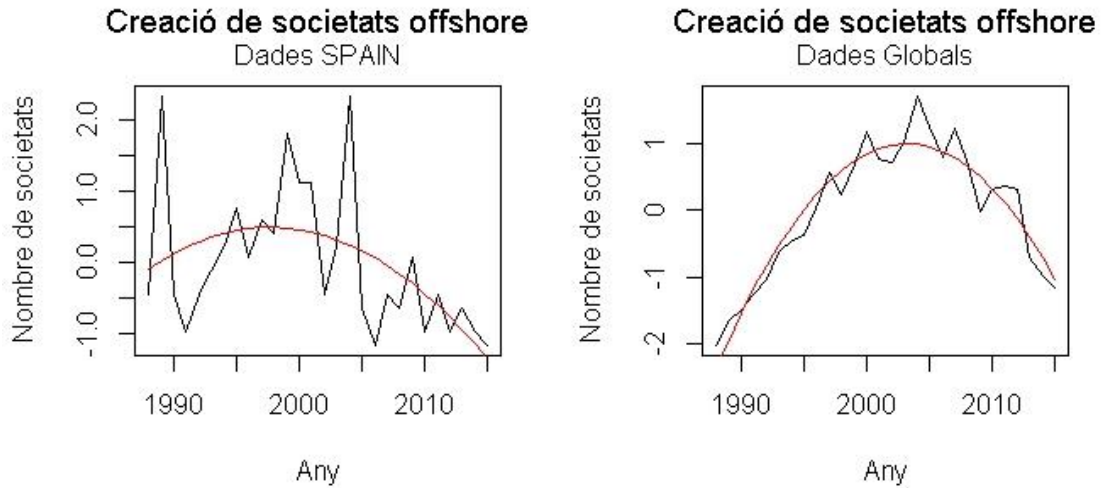 Creació de societats offshore
Dades SPAIN
Nombre de societats
2.0
1.0
0.0
-1.0
1990 2000 2010
Any
Creació de societats offshore
Dades Globals
Nombre de societats
1
0
-1
-2
1990 2000 2010
Any